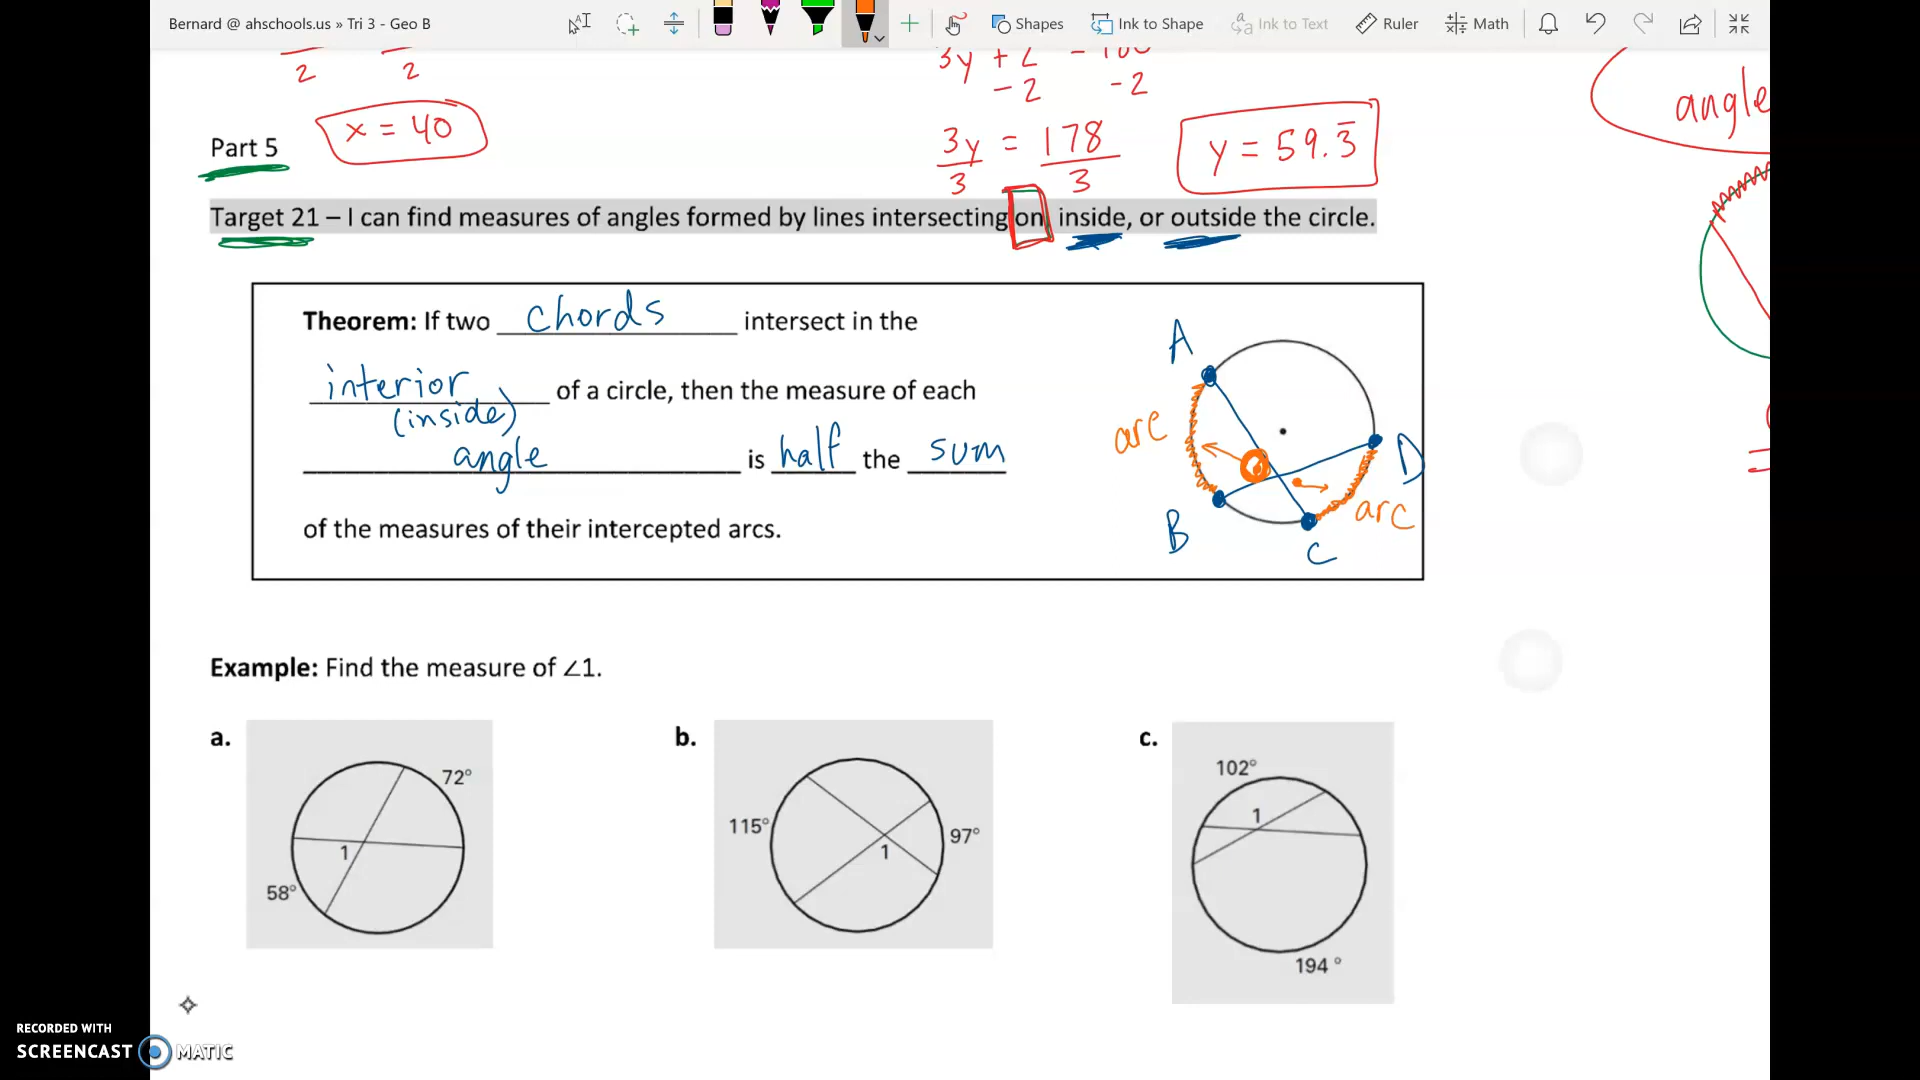 Bernard @ ahschools.us » Tri 3 - Geo B
Shapes
Ink to Shape
Ink to Text
Ruler
Math
2 2
3y + 2
- 2 -2
x = 40
3y = 178
3 3
y = 59.3̅
angle
Part 5
Target 21 – I can find measures of angles formed by lines intersecting on, inside, or outside the circle.
Theorem: If two chords intersect in the
interior of a circle, then the measure of each
(inside)
angle is half the sum
of the measures of their intercepted arcs.
A
arc
D
arc
B
C
Example: Find the measure of ∠1.
a.
72°
1
58°
b.
115°
97°
1
c.
102°
1
194°
RECORDED WITH
SCREENCAST MATIC